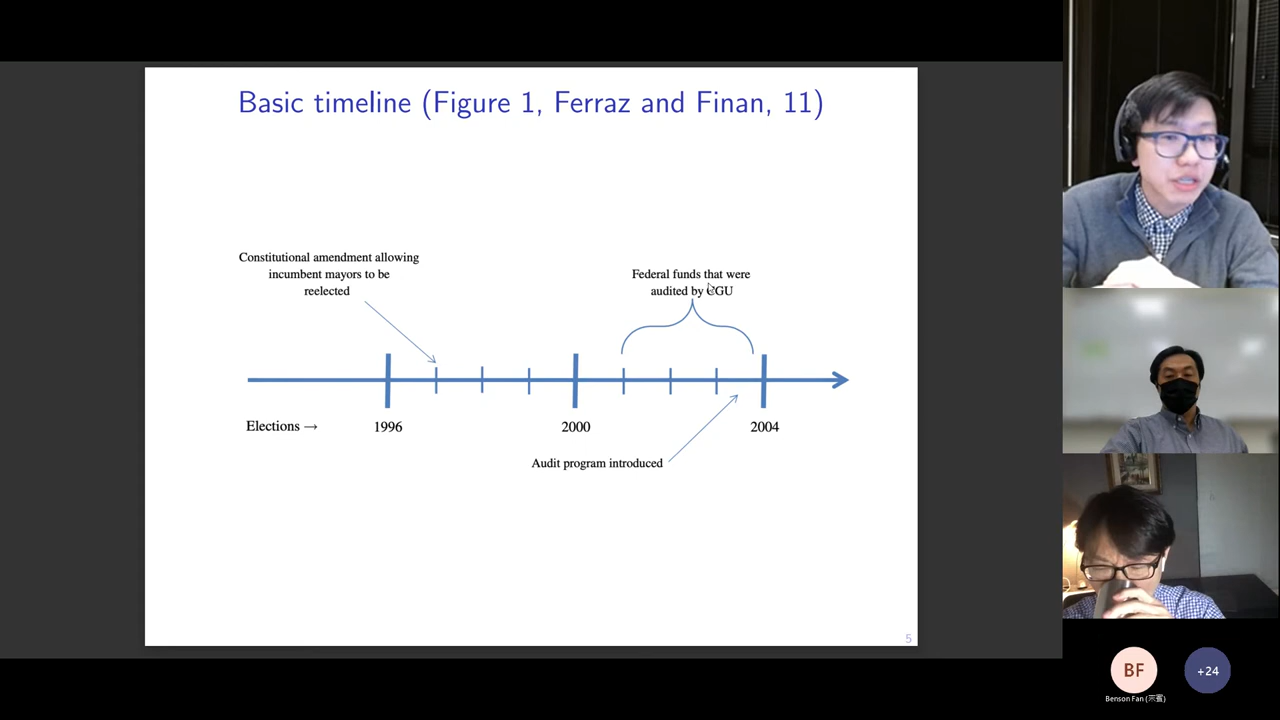 Basic timeline (Figure 1, Ferraz and Finan, 11)
Constitutional amendment allowing
incumbent mayors to be
reelected
Federal funds that were
audited by CGU
Elections →
1996
2000
2004
Audit program introduced
5
BF
+24
Benson Fan